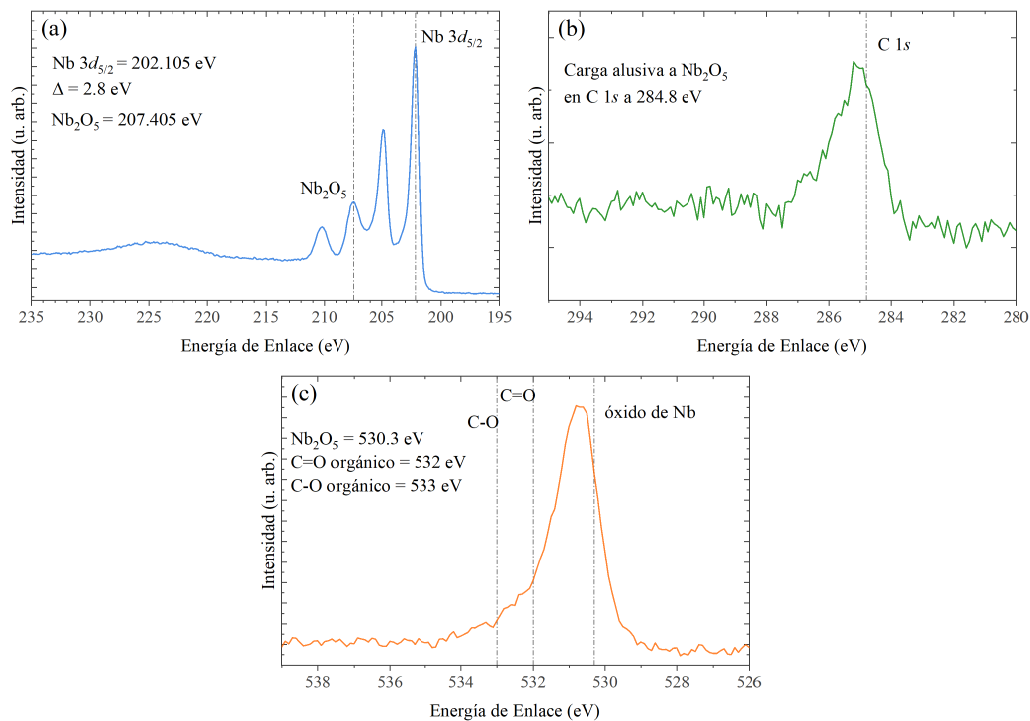 (a)
Nb 3d5/2
Nb 3d5/2 = 202.105 eV
Δ = 2.8 eV
Nb2O5 = 207.405 eV
Nb2O5
Intensidad (u. arb.)
235 230 225 220 215 210 205 200 195
Energía de Enlace (eV)
(b)
C 1s
Carga alusiva a Nb2O5
en C 1s a 284.8 eV
Intensidad (u. arb.)
294 292 290 288 286 284 282 280
Energía de Enlace (eV)
(c)
C=O
C-O
óxido de Nb
Nb2O5 = 530.3 eV
C=O orgánico = 532 eV
C-O orgánico = 533 eV
Intensidad (u. arb.)
538 536 534 532 530 528 526
Energía de Enlace (eV)